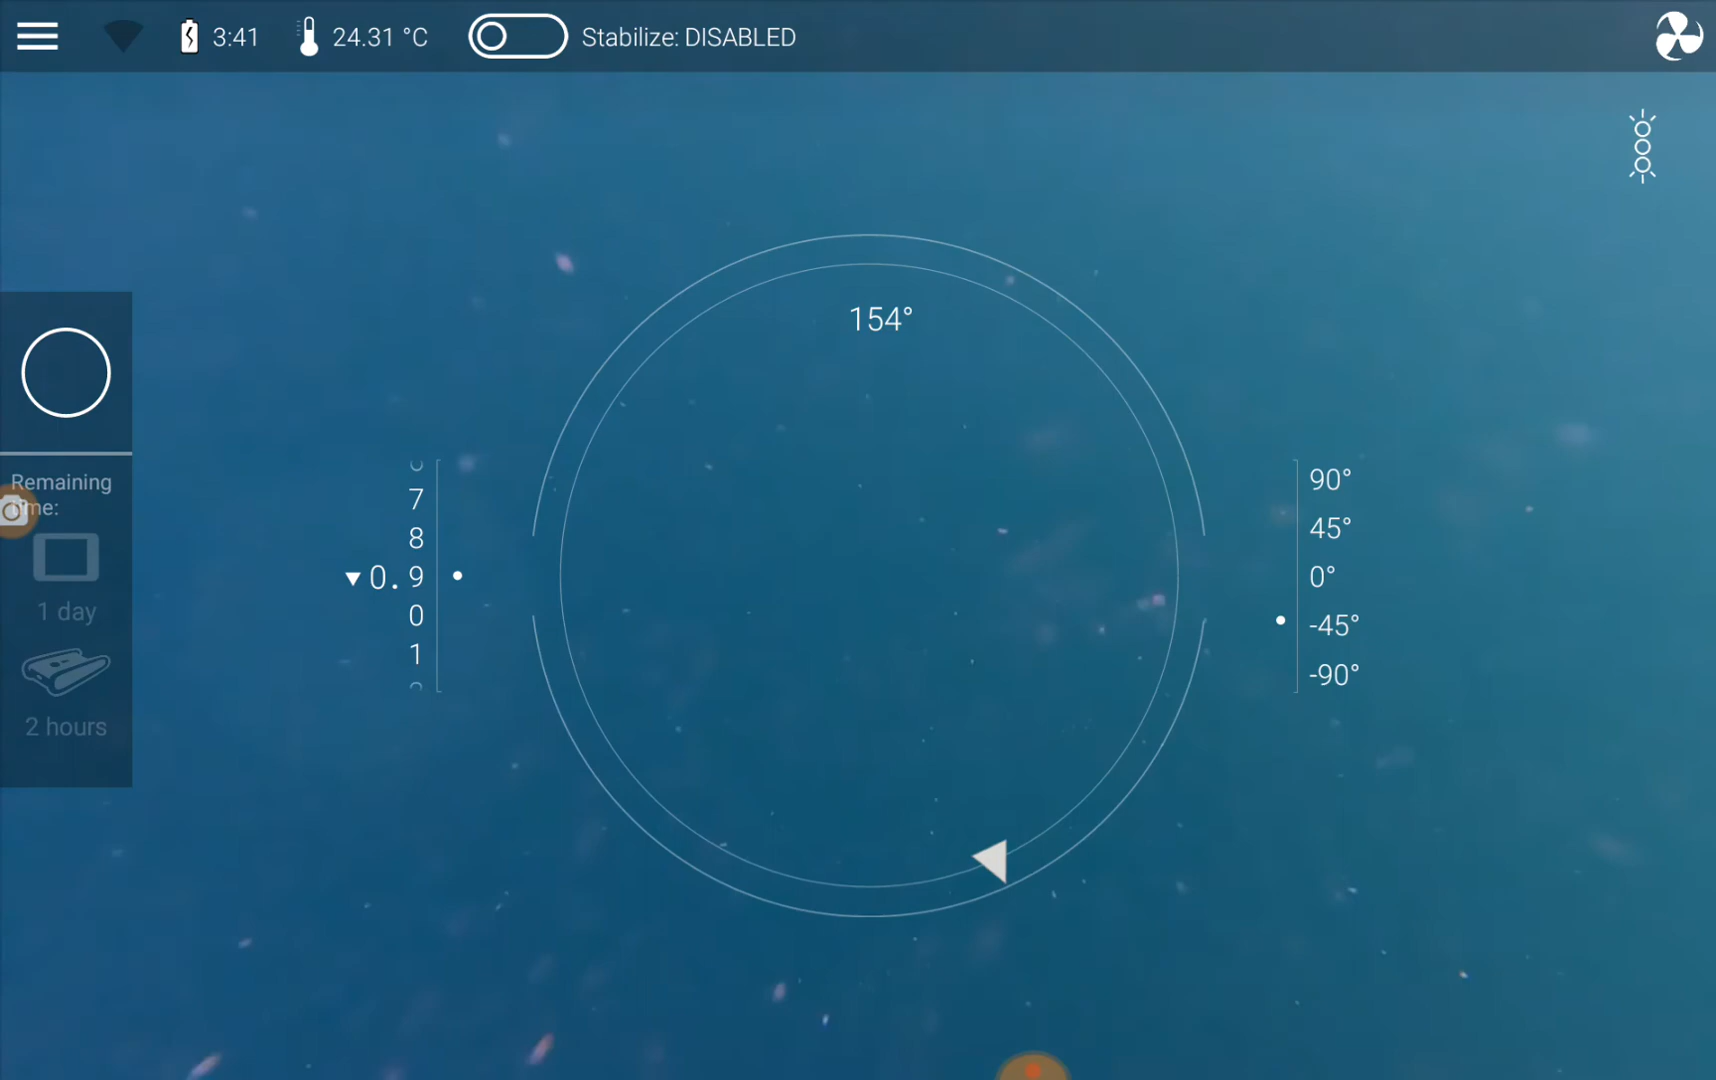 3:41 24.31 °C Stabilize: DISABLED
154°
Remaining
time:
1 day
2 hours
7
8
0.9
0
1
90°
45°
0°
-45°
-90°